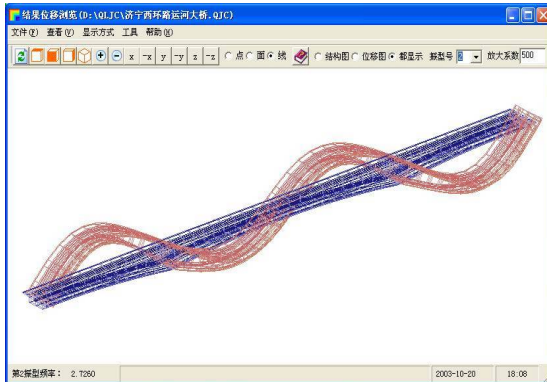 结果位移浏览(D:\QLJC\济宁西环路运河大桥.QJC)
文件(F) 查看(V) 显示方式 工具 帮助(H)
x -x y -y z -z 点 面 线 结构图 位移图 都显示 振型号 2 放大系数 500
第2振型频率: 2.7260 2003-10-20 18:08